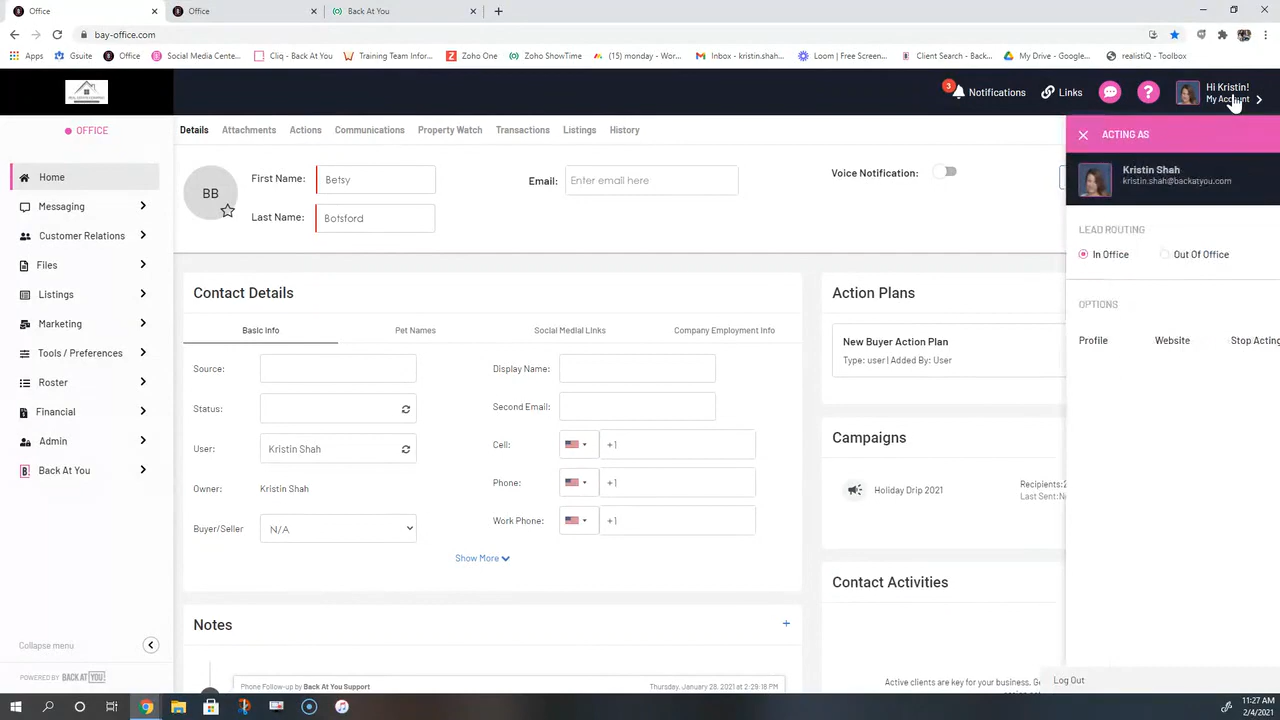 Office
Office
Back At You
bay-office.com
Apps
Gsuite
Office
Social Media Cente...
Cliq - Back At You
Training Team Impr...
Zoho One
Zoho ShowTime
(15) monday - Wor...
Inbox - kristin.shah...
Loom | Free Screen...
Client Search - Bac...
My Drive - Google...
realistiQ - Toolbox
3
Notifications
Links
Hi Kristin!
My Account
OFFICE
Home
Messaging
Customer Relations
Files
Listings
Marketing
Tools / Preferences
Roster
Financial
Admin
Back At You
Collapse menu
POWERED BY BACK AT YOU
Details
Attachments
Actions
Communications
Property Watch
Transactions
Listings
History
BB
First Name:
Betsy
Last Name:
Botsford
Email:
Enter email here
Voice Notification:
Contact Details
Basic info
Pet Names
Social Medial Links
Company Employment Info
Source:
Status:
User:
Kristin Shah
Owner:
Kristin Shah
Buyer/Seller
N/A
Display Name:
Second Email:
Cell:
+1
Phone:
+1
Work Phone:
+1
Show More
Notes
+
Phone Follow-up by Back At You Support
Thursday, January 28, 2021 at 2:29:18 PM
Action Plans
New Buyer Action Plan
Type: user | Added By: User
Campaigns
Holiday Drip 2021
Recipients:2
Last Sent:N
Contact Activities
Active clients are key for your business. Ge
ACTING AS
Kristin Shah
kristin.shah@backatyou.com
LEAD ROUTING
In Office
Out Of Office
OPTIONS
Profile
Website
Stop Acting
Log Out
11:27 AM
2/4/2021